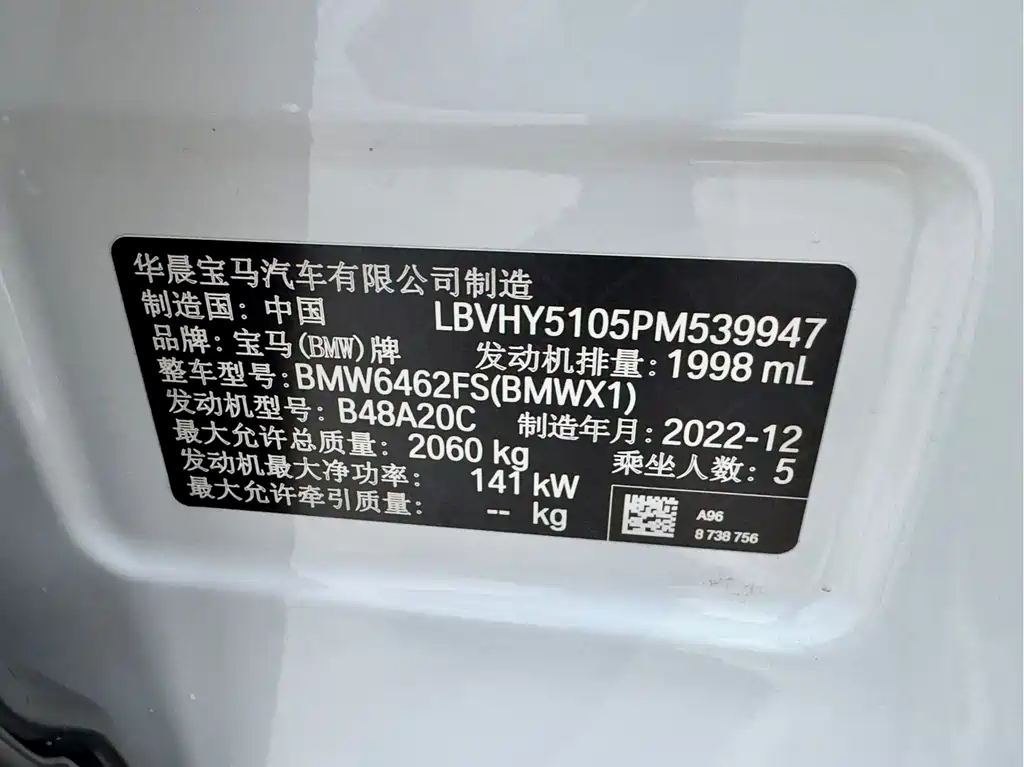 华晨宝马汽车有限公司制造
制造国：中国 LBVHY5105PM539947
品牌：宝马(BMW)牌 发动机排量：1998 mL
整车型号：BMW6462FS(BMWX1)
发动机型号：B48A20C 制造年月：2022-12
最大允许总质量：2060 kg 乘坐人数：5
发动机最大净功率：141 kW
最大允许牵引质量：-- kg
A96
8 738 756